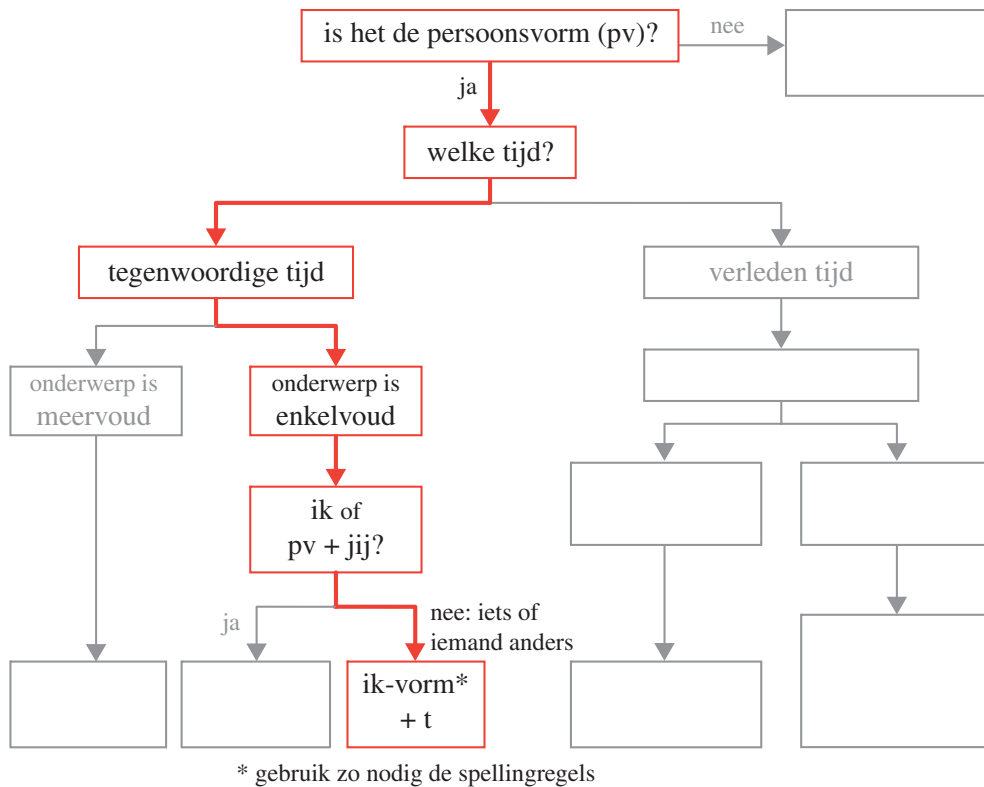 is het de persoonsvorm (pv)?
nee
ja
welke tijd?
tegenwoordige tijd
verleden tijd
onderwerp is
meervoud
onderwerp is
enkelvoud
ik of
pv + jij?
ja
nee: iets of
iemand anders
ik-vorm*
+ t
* gebruik zo nodig de spellingregels